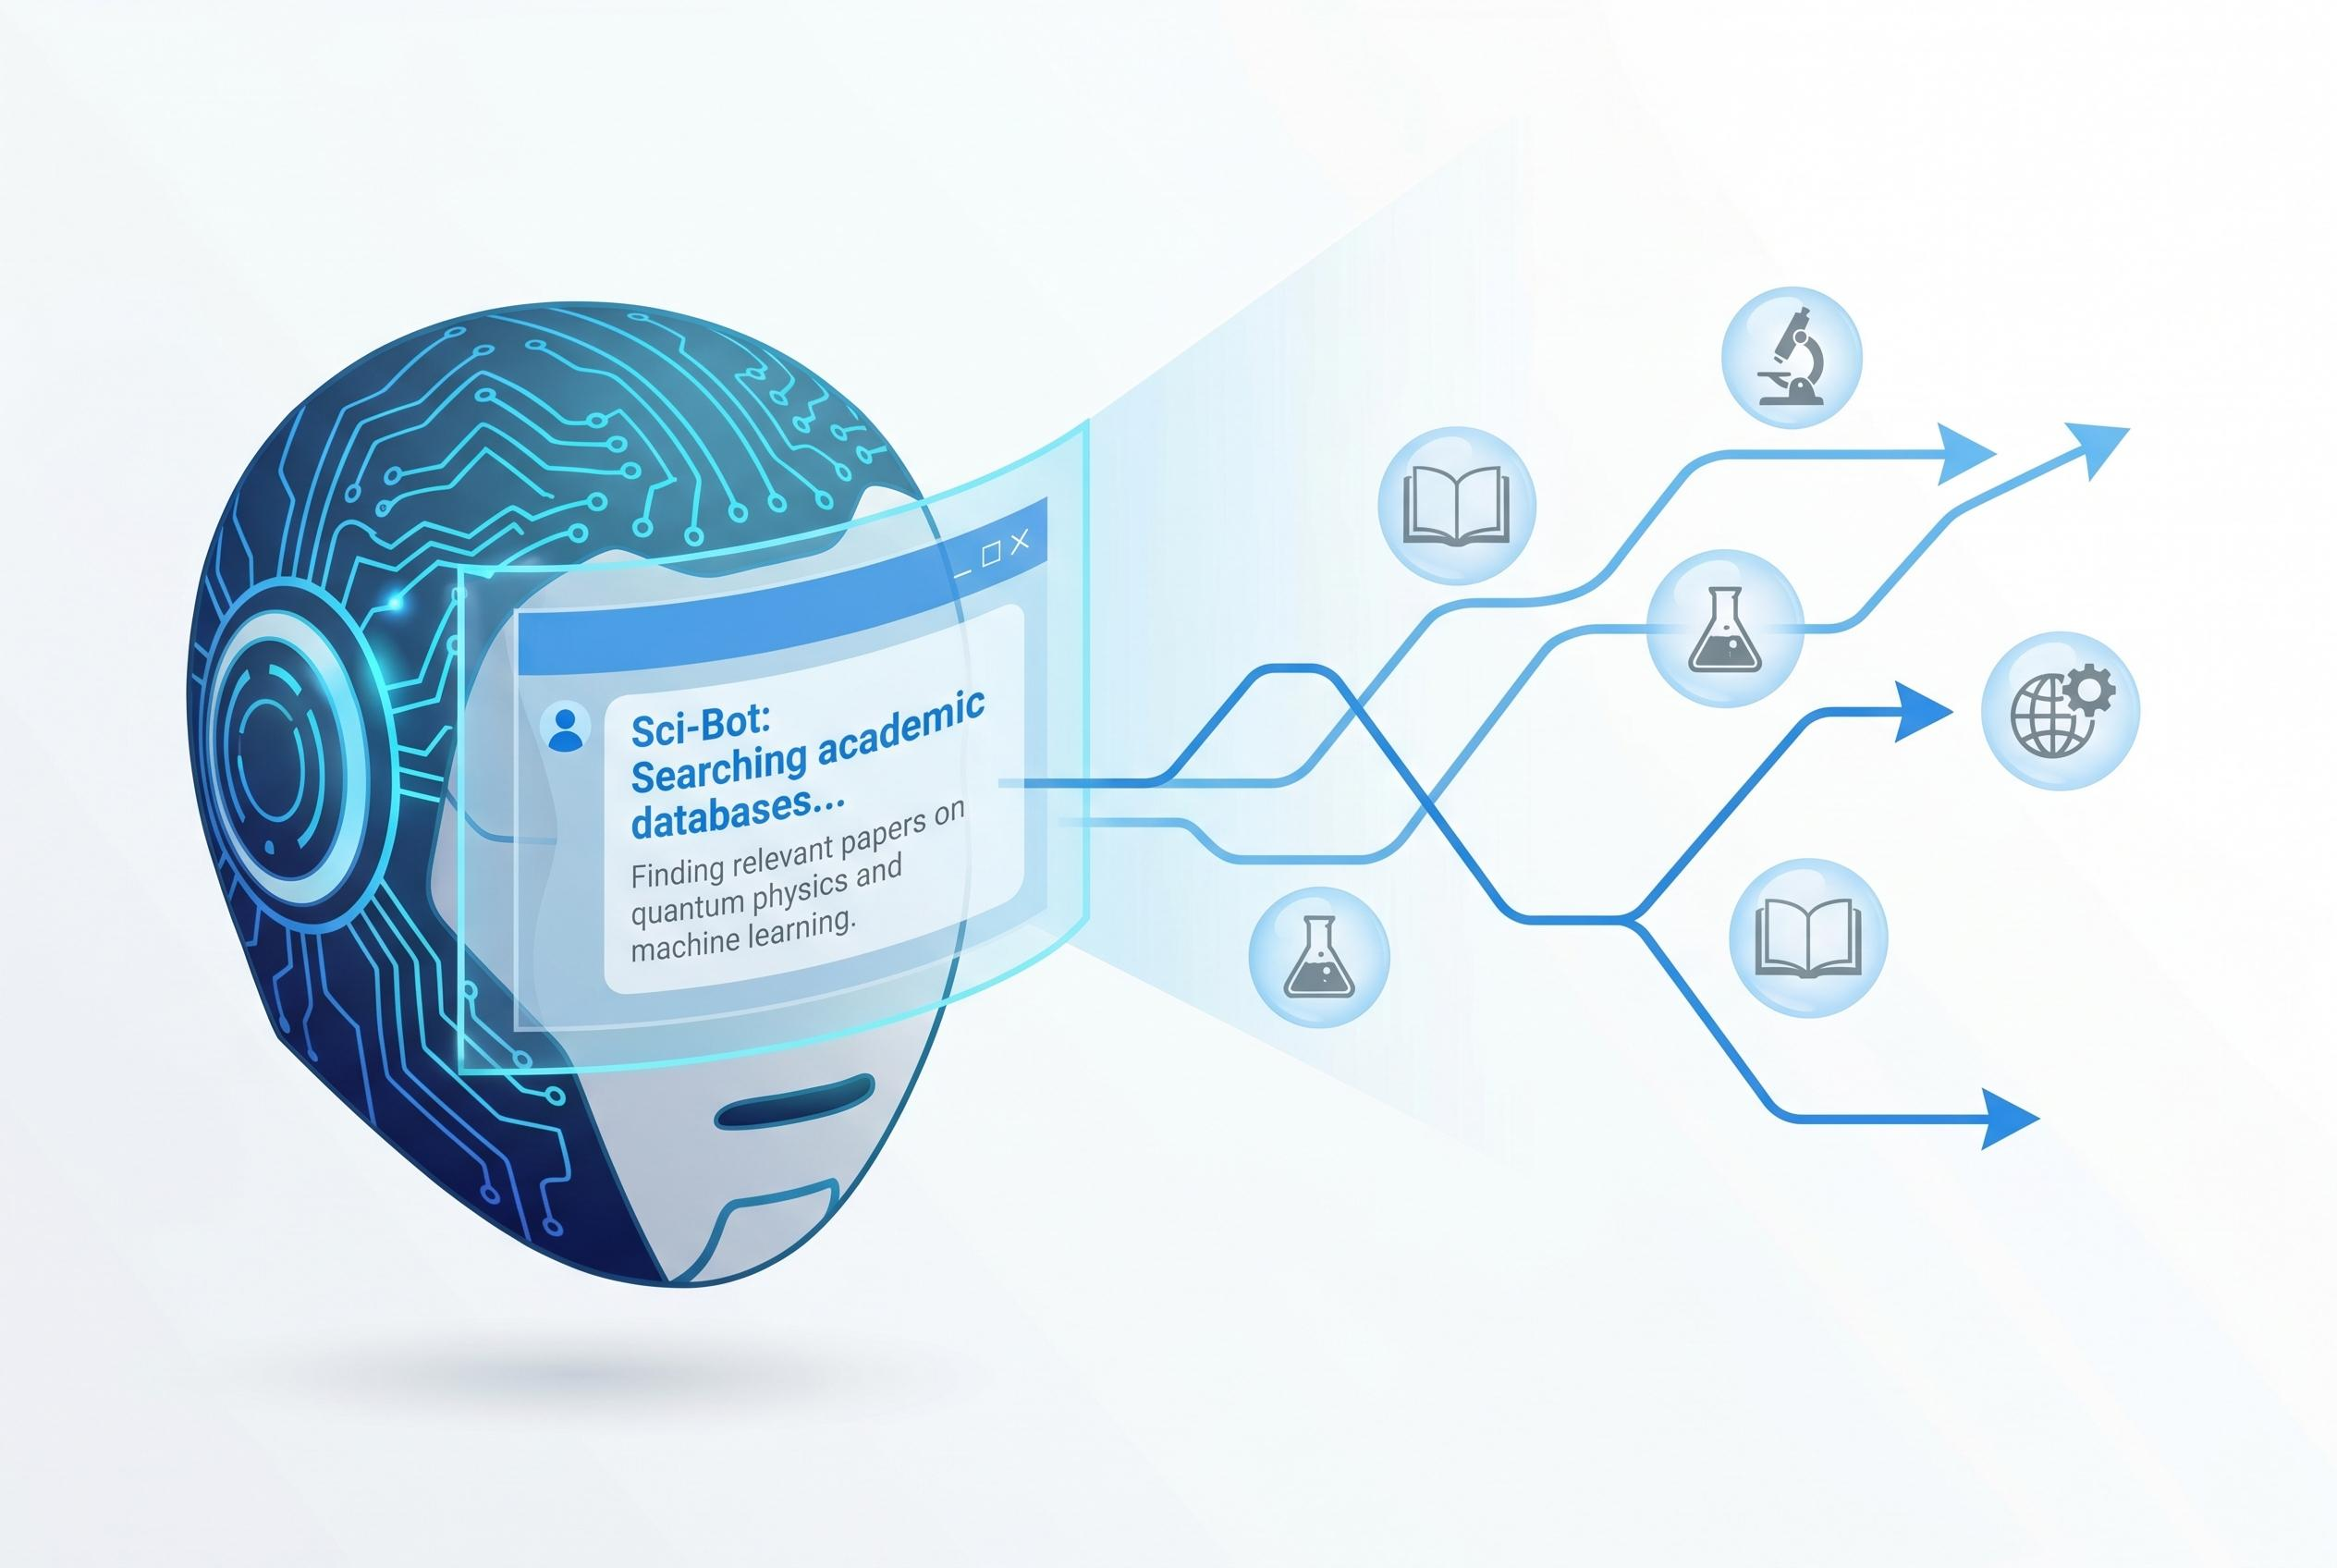 Sci-Bot:
Searching academic
databases...
Finding relevant papers on
quantum physics and
machine learning.